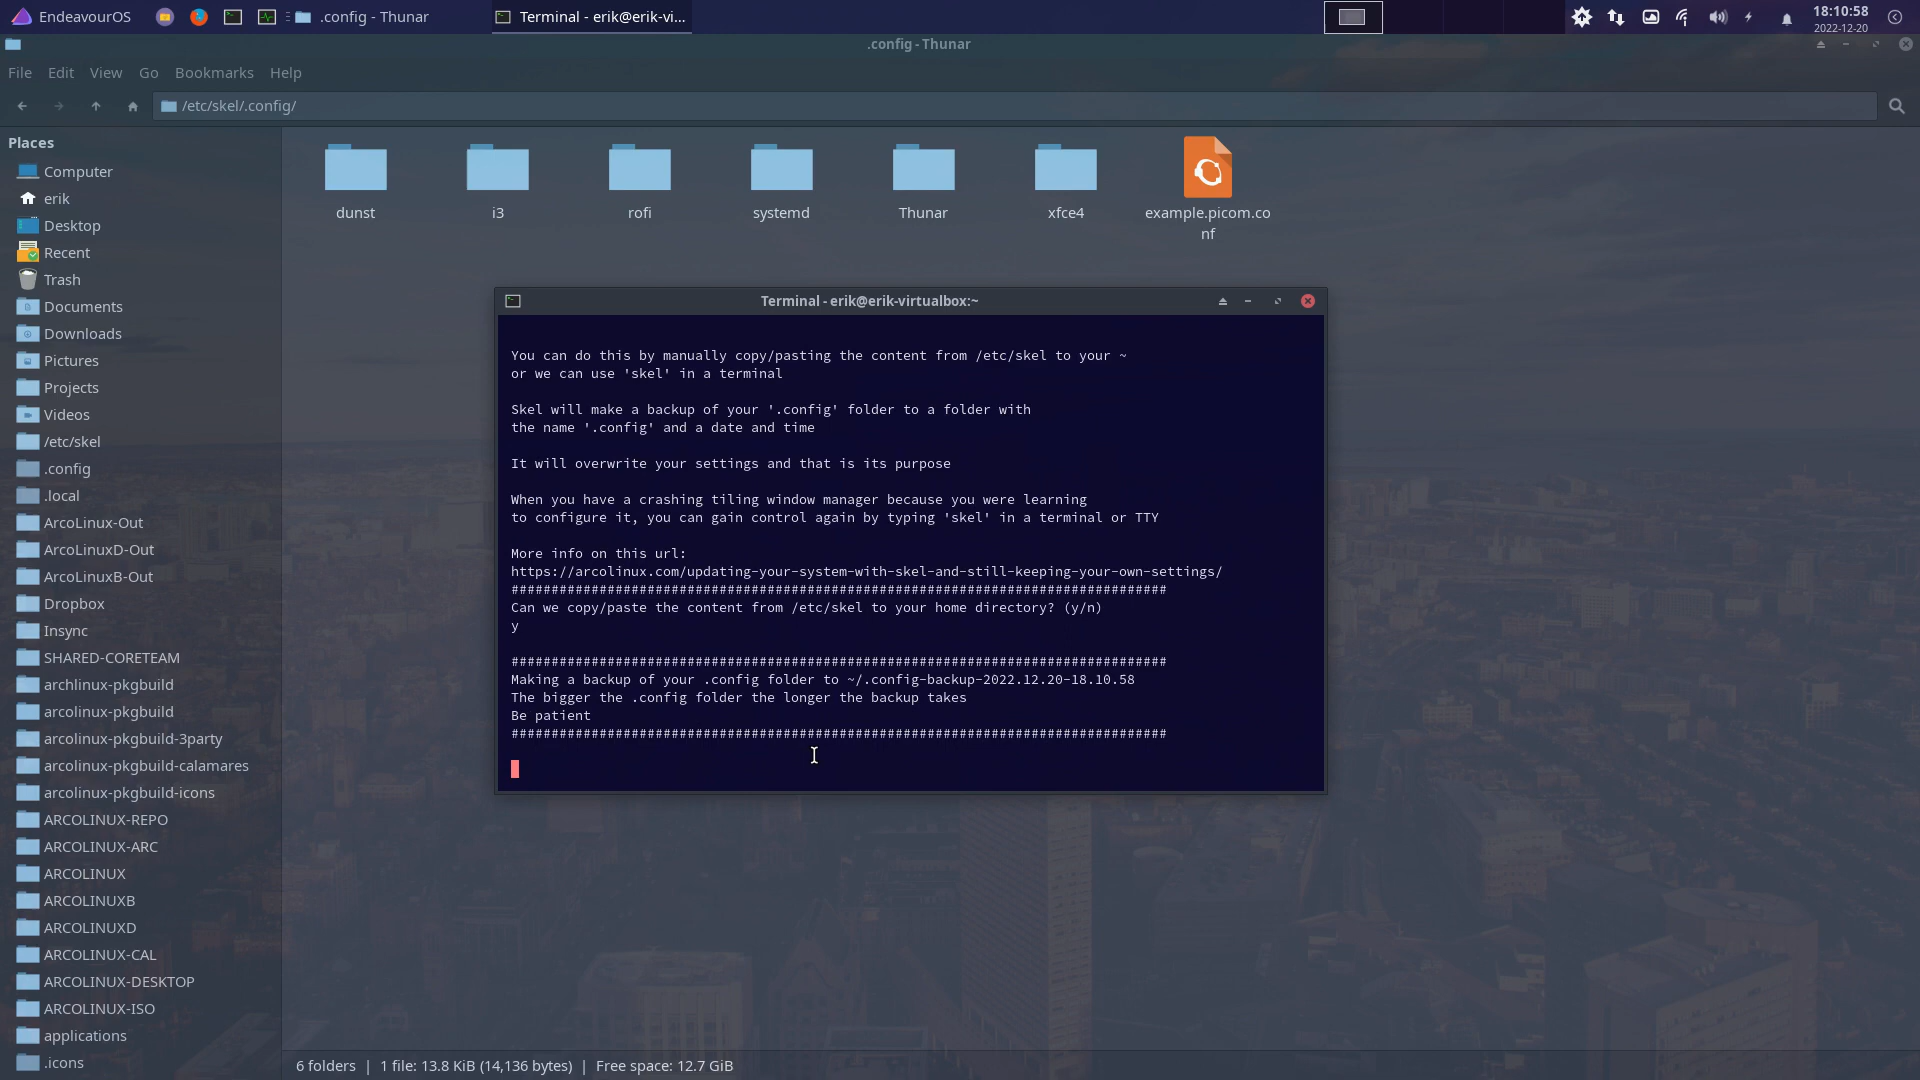 EndeavourOS
.config - Thunar
Terminal - erik@erik-vi...
18:10:58
2022-12-20
.config - Thunar
File Edit View Go Bookmarks Help
/etc/skel/.config/
Places
Computer
erik
Desktop
Recent
Trash
Documents
Downloads
Pictures
Projects
Videos
/etc/skel
.config
.local
ArcoLinux-Out
ArcoLinuxD-Out
ArcoLinuxB-Out
Dropbox
Insync
SHARED-CORETEAM
archlinux-pkgbuild
arcolinux-pkgbuild
arcolinux-pkgbuild-3party
arcolinux-pkgbuild-calamares
arcolinux-pkgbuild-icons
ARCOLINUX-REPO
ARCOLINUX-ARC
ARCOLINUX
ARCOLINUXB
ARCOLINUXD
ARCOLINUX-CAL
ARCOLINUX-DESKTOP
ARCOLINUX-ISO
applications
.icons
dunst
i3
rofi
systemd
Thunar
xfce4
example.picom.co
nf
Terminal - erik@erik-virtualbox:~
You can do this by manually copy/pasting the content from /etc/skel to your ~
or we can use 'skel' in a terminal
Skel will make a backup of your '.config' folder to a folder with
the name '.config' and a date and time
It will overwrite your settings and that is its purpose
When you have a crashing tiling window manager because you were learning
to configure it, you can gain control again by typing 'skel' in a terminal or TTY
More info on this url:
https://arcolinux.com/updating-your-system-with-skel-and-still-keeping-your-own-settings/
##################################################################################
Can we copy/paste the content from /etc/skel to your home directory? (y/n)
y
##################################################################################
Making a backup of your .config folder to ~/.config-backup-2022.12.20-18.10.58
The bigger the .config folder the longer the backup takes
Be patient
##################################################################################
6 folders | 1 file: 13.8 KiB (14,136 bytes) | Free space: 12.7 GiB